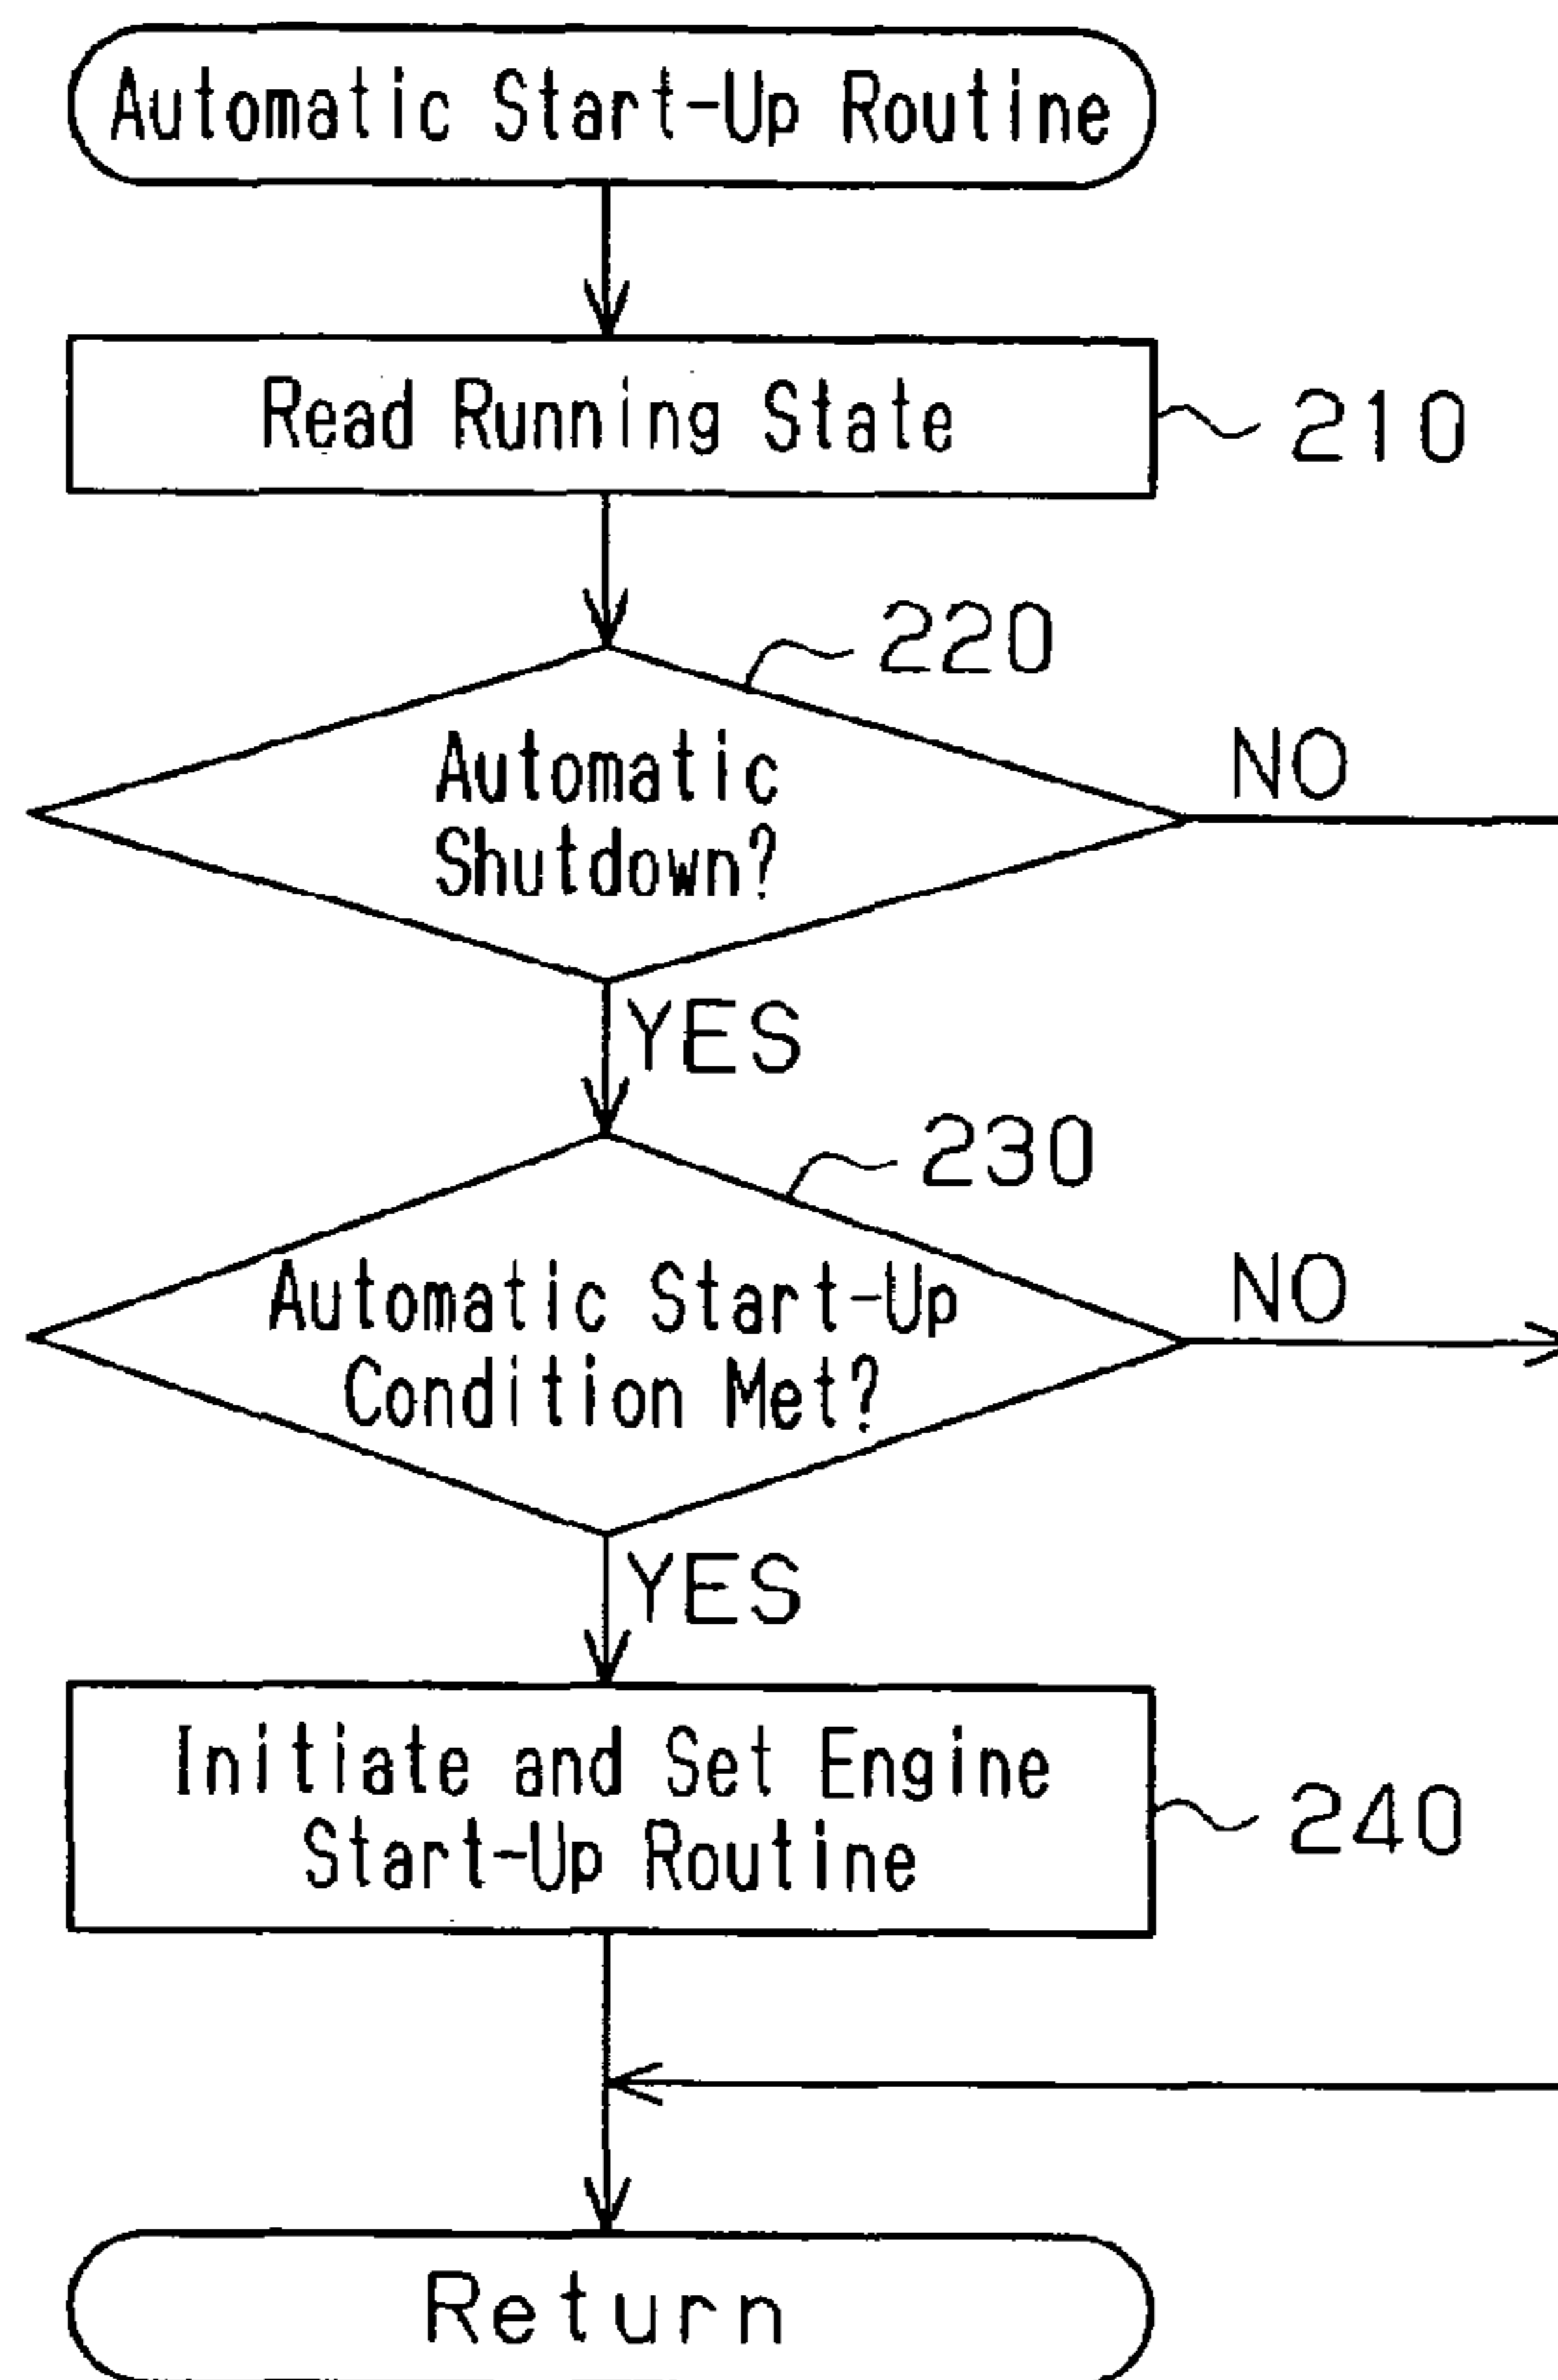 Automatic Start-Up Routine
Read Running State
210
220
Automatic
Shutdown?
NO
YES
230
Automatic Start-Up
Condition Met?
NO
YES
Initiate and Set Engine
Start-Up Routine
240
Return